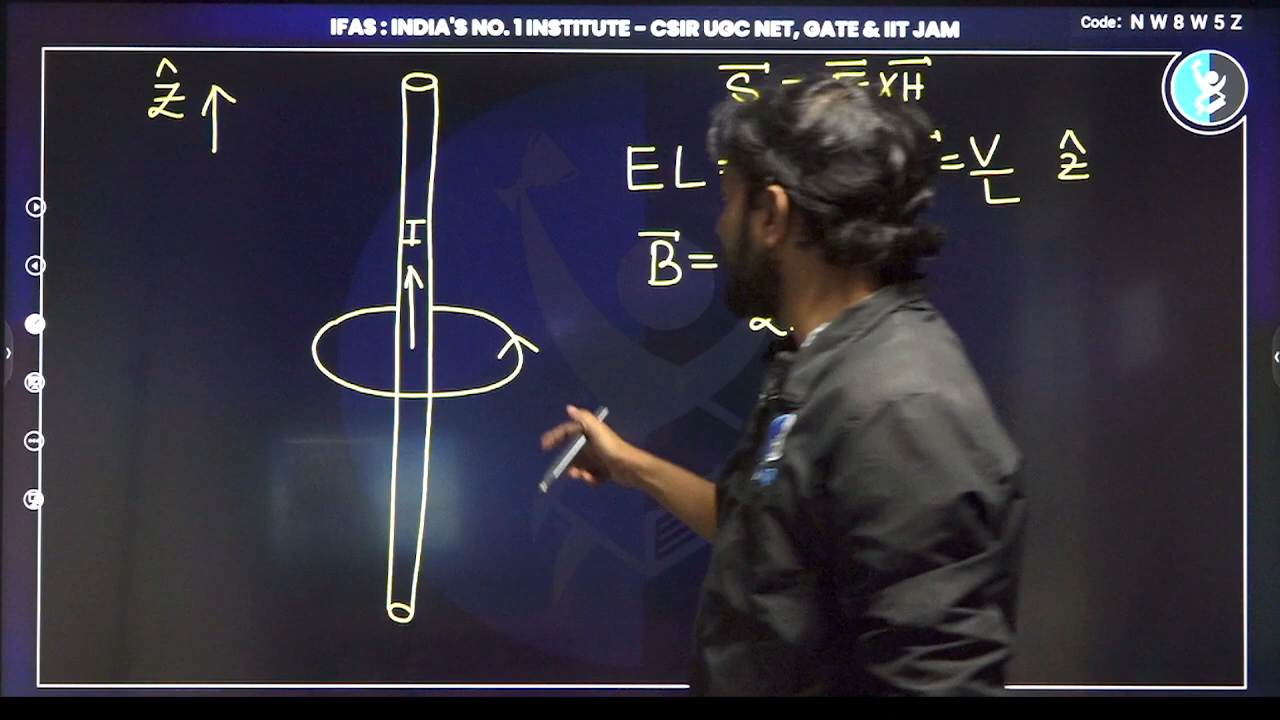 IFAS : INDIA'S NO. 1 INSTITUTE – CSIR UGC NET, GATE & IIT JAM
Code: N W 8 W 5 Z
ẑ
I
S⃗ = E⃗ × H⃗
EL = V/L ẑ
B⃗ =